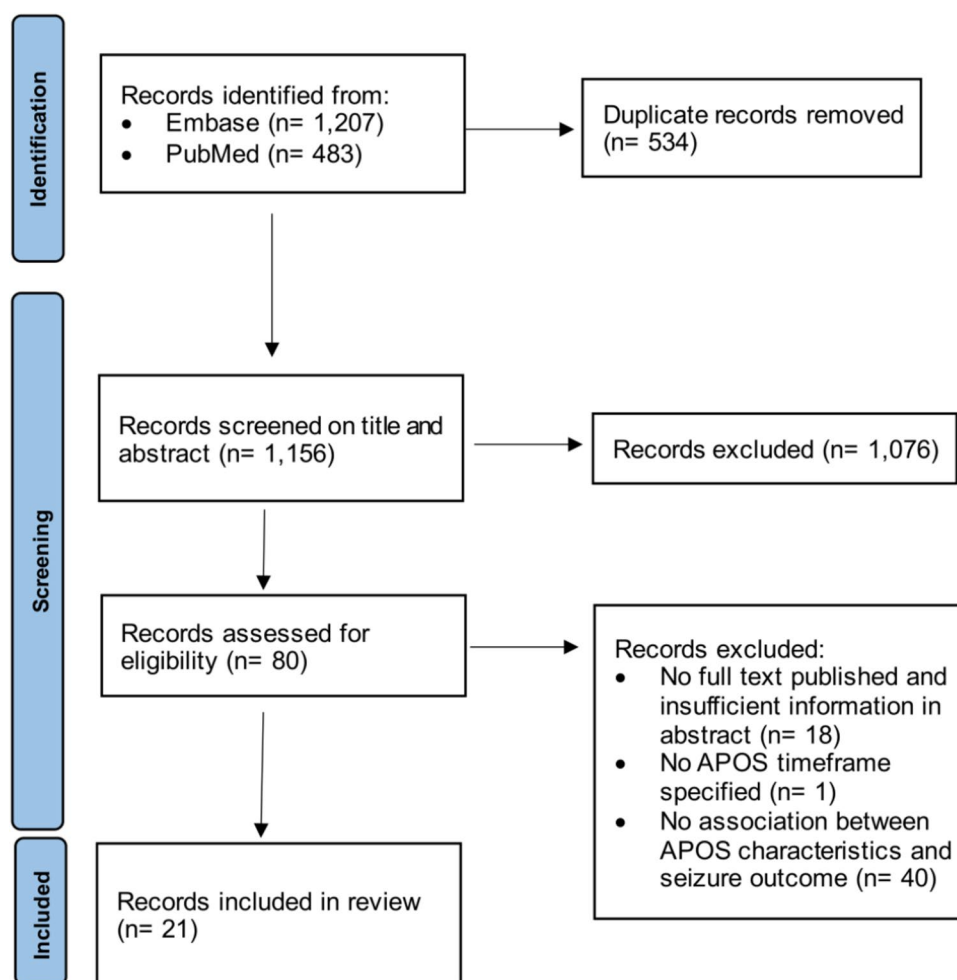 Identification
Records identified from:
• Embase (n= 1,207)
• PubMed (n= 483)
Duplicate records removed
(n= 534)
Screening
Records screened on title and
abstract (n= 1,156)
Records excluded (n= 1,076)
Records assessed for
eligibility (n= 80)
Records excluded:
• No full text published and
insufficient information in
abstract (n= 18)
• No APOS timeframe
specified (n= 1)
• No association between
APOS characteristics and
seizure outcome (n= 40)
Included
Records included in review
(n= 21)